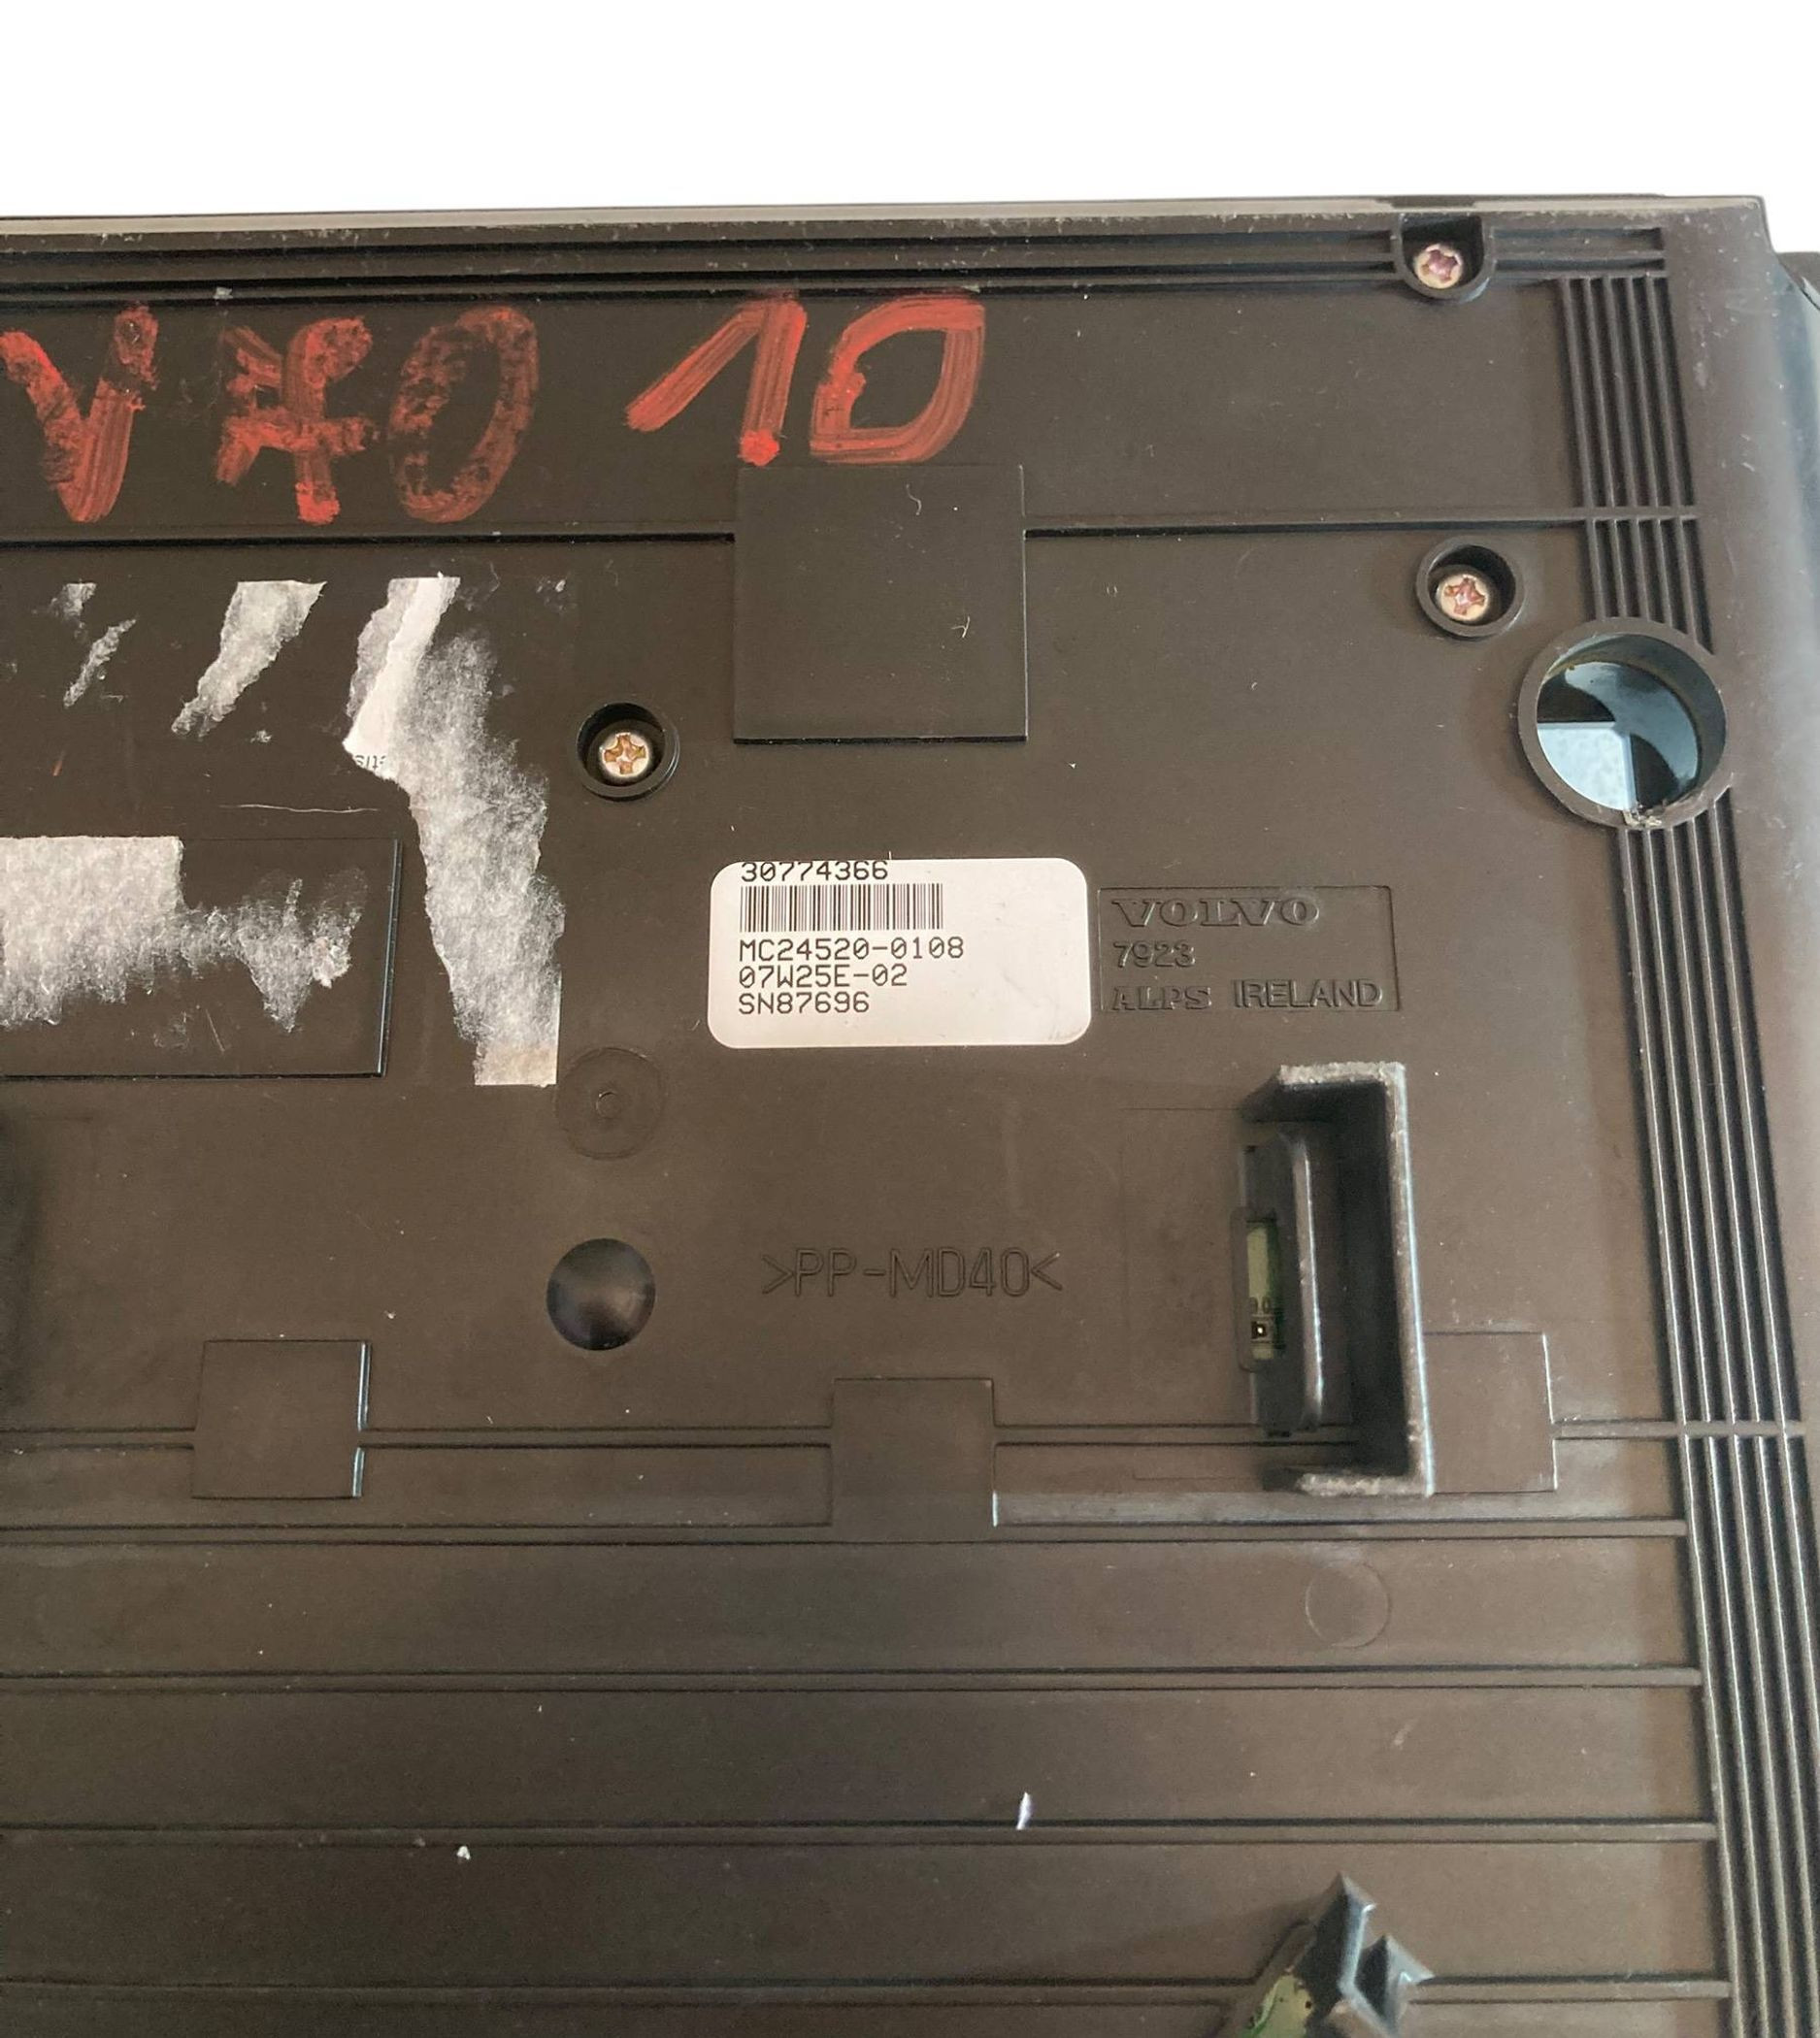 V70 10
30774366
MC24520-0108
07W25E-02
SN87696
VOLVO
7923
ALPS IRELAND
>PP-MD40<